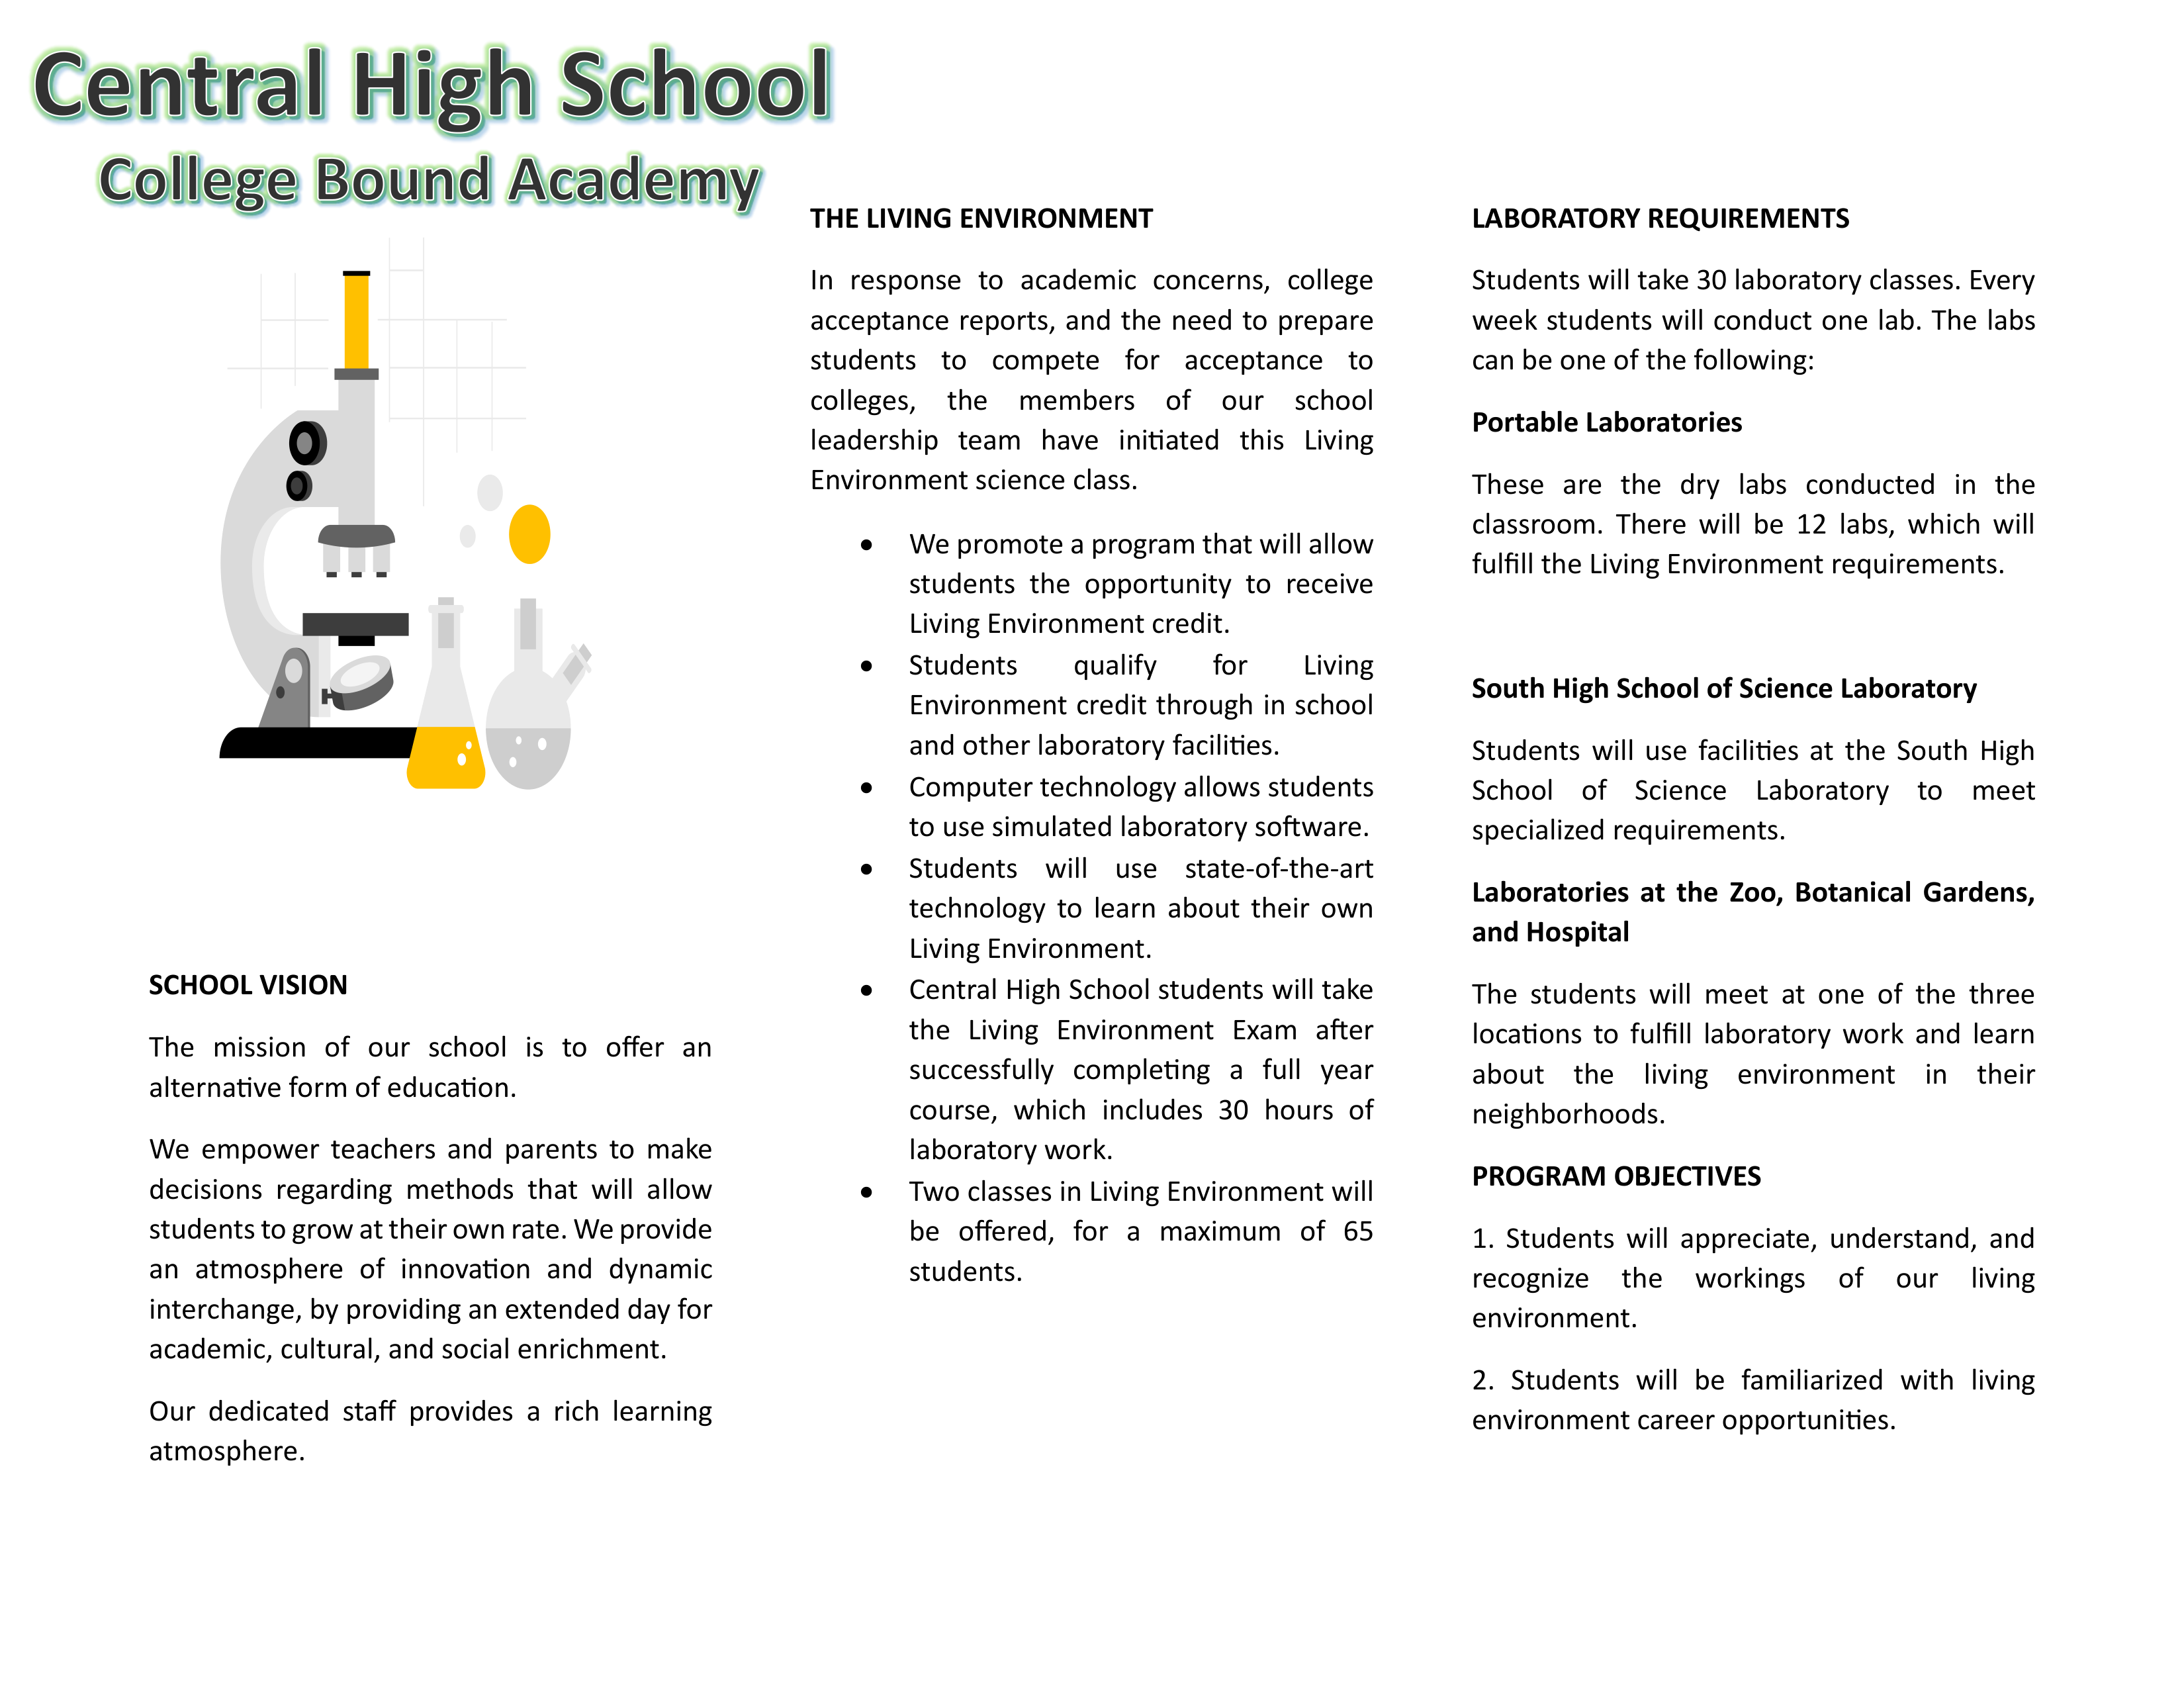 Central High School
College Bound Academy
SCHOOL VISION
The mission of our school is to offer an
alternative form of education.
We empower teachers and parents to make
decisions regarding methods that will allow
students to grow at their own rate. We provide
an atmosphere of innovation and dynamic
interchange, by providing an extended day for
academic, cultural, and social enrichment.
Our dedicated staff provides a rich learning
atmosphere.
THE LIVING ENVIRONMENT
In response to academic concerns, college
acceptance reports, and the need to prepare
students to compete for acceptance to
colleges, the members of our school
leadership team have initiated this Living
Environment science class.
• We promote a program that will allow
students the opportunity to receive
Living Environment credit.
• Students qualify for Living
Environment credit through in school
and other laboratory facilities.
• Computer technology allows students
to use simulated laboratory software.
• Students will use state-of-the-art
technology to learn about their own
Living Environment.
• Central High School students will take
the Living Environment Exam after
successfully completing a full year
course, which includes 30 hours of
laboratory work.
• Two classes in Living Environment will
be offered, for a maximum of 65
students.
LABORATORY REQUIREMENTS
Students will take 30 laboratory classes. Every
week students will conduct one lab. The labs
can be one of the following:
Portable Laboratories
These are the dry labs conducted in the
classroom. There will be 12 labs, which will
fulfill the Living Environment requirements.
South High School of Science Laboratory
Students will use facilities at the South High
School of Science Laboratory to meet
specialized requirements.
Laboratories at the Zoo, Botanical Gardens,
and Hospital
The students will meet at one of the three
locations to fulfill laboratory work and learn
about the living environment in their
neighborhoods.
PROGRAM OBJECTIVES
1. Students will appreciate, understand, and
recognize the workings of our living
environment.
2. Students will be familiarized with living
environment career opportunities.